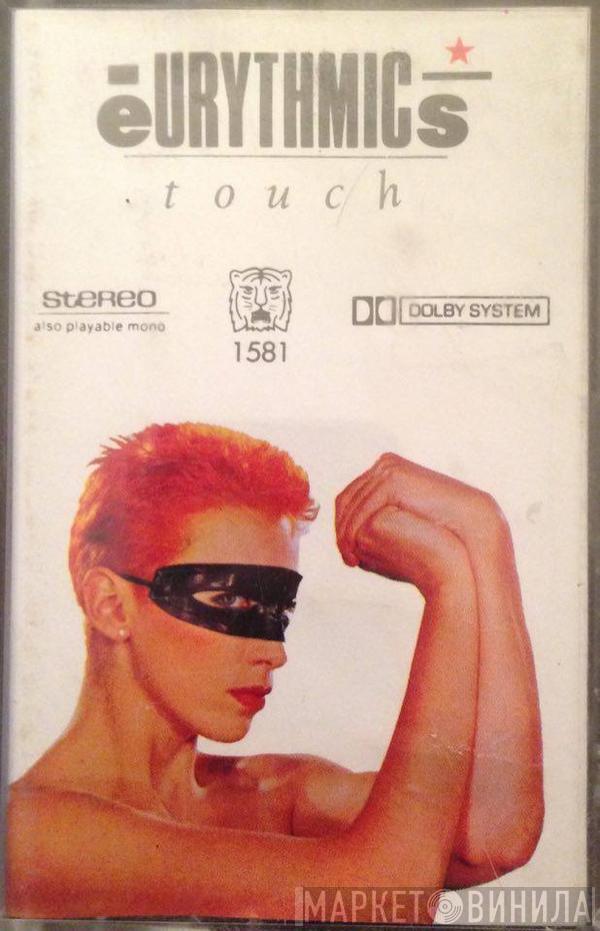 eURYTHMICs
touch
stereo
also playable mono
1581
DOLBY SYSTEM
МАРКЕТ ВИНИЛА